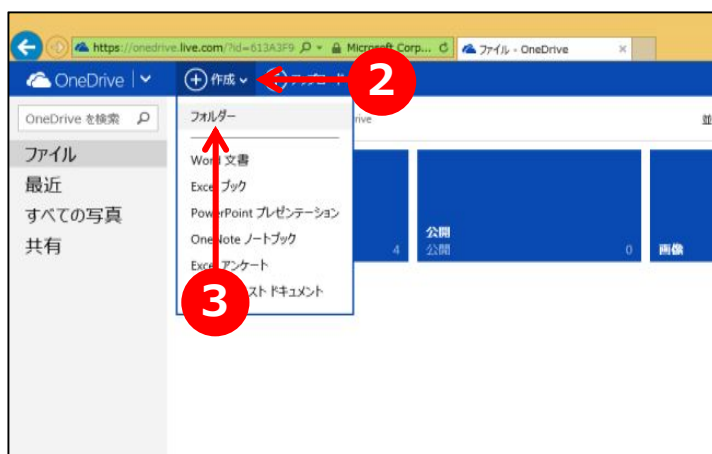 https://onedrive.live.com/?id=613A3F9
Microsoft Corp...
ファイル - OneDrive
OneDrive
作成
2
OneDrive を検索
フォルダー
ファイル
最近
すべての写真
共有
Word 文書
Excel ブック
PowerPoint プレゼンテーション
OneNote ノートブック
Excel アンケート
ドキュメント
3
4
公開
公開
0
画像